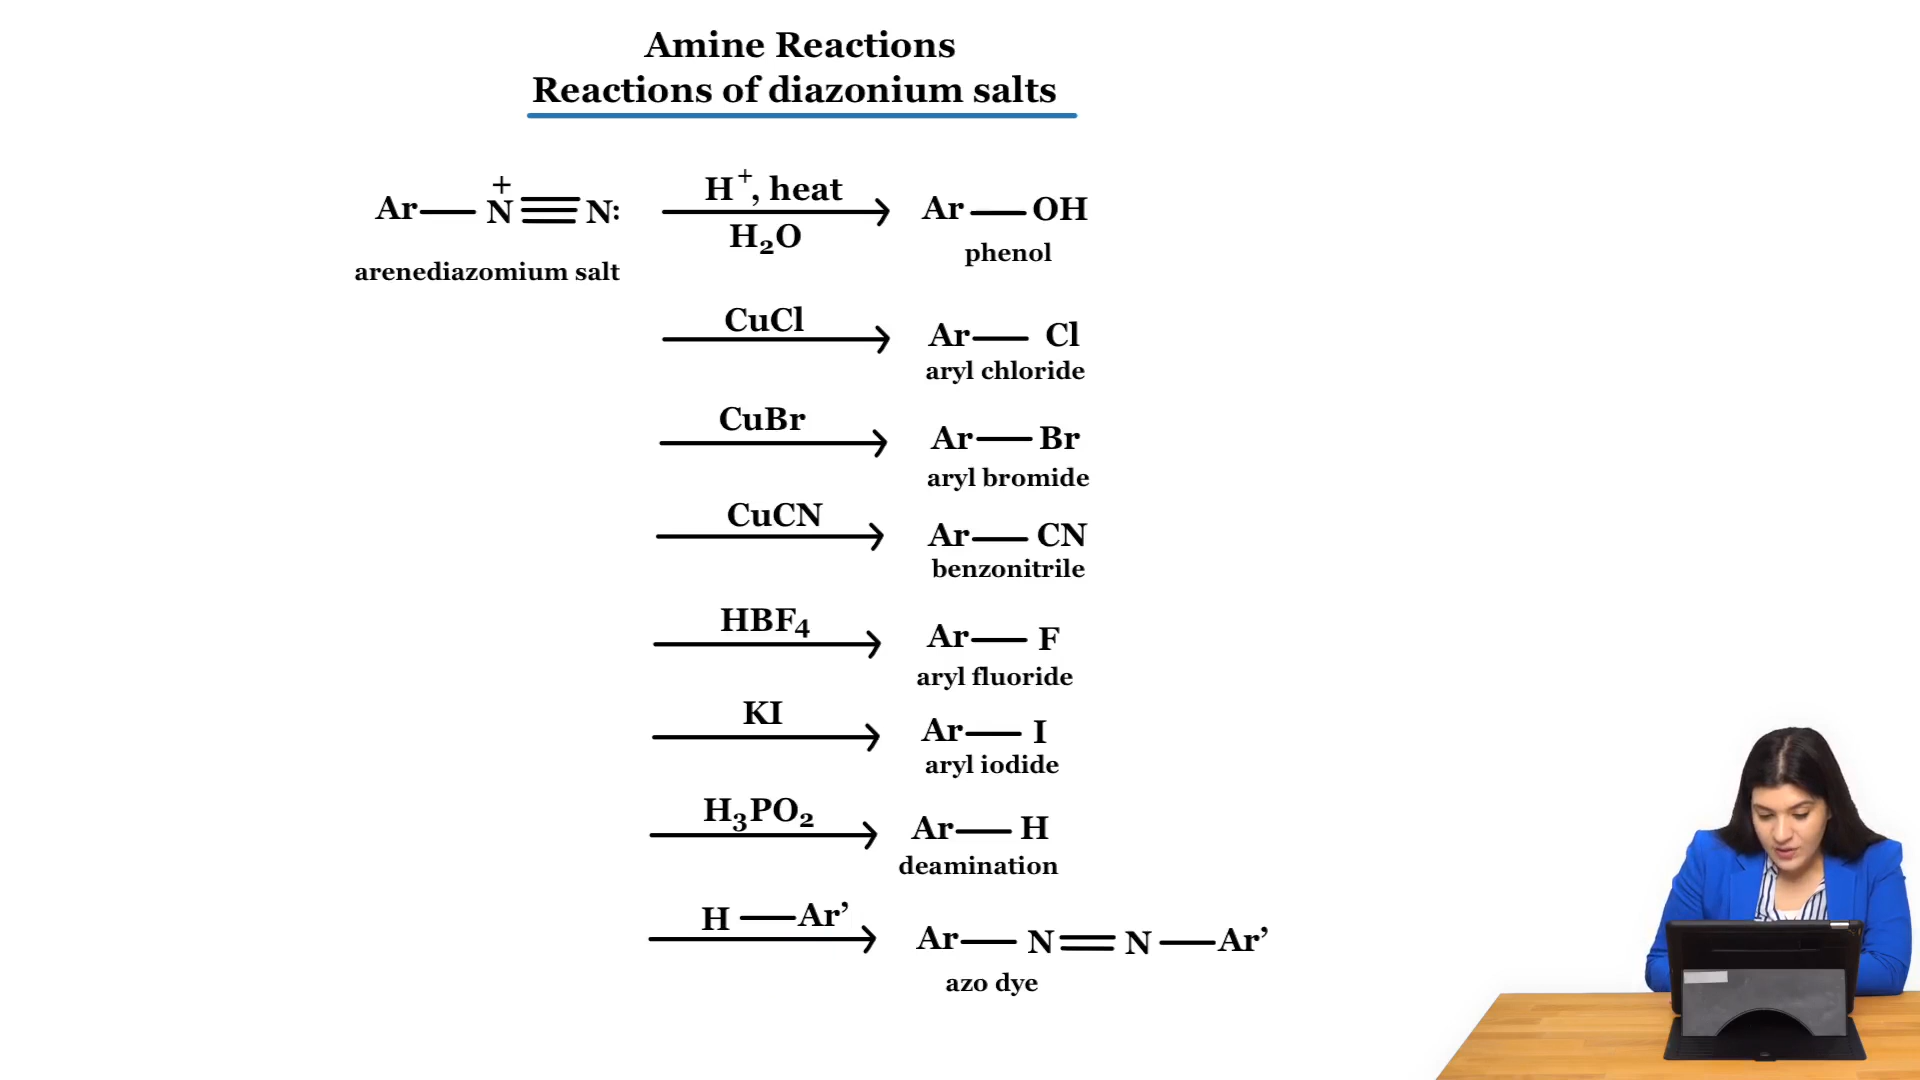 Amine Reactions
Reactions of diazonium salts
Ar—N⁺≡N: H⁺, heat H₂O Ar—OH
arenediazomium salt phenol
CuCl Ar—Cl
aryl chloride
CuBr Ar—Br
aryl bromide
CuCN Ar—CN
benzonitrile
HBF₄ Ar—F
aryl fluoride
KI Ar—I
aryl iodide
H₃PO₂ Ar—H
deamination
H—Ar’ Ar—N=N—Ar’
azo dye